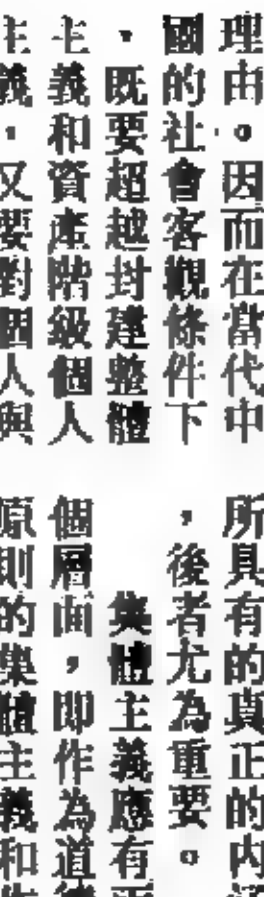 理由。因而在當代中
國的社會客觀條件下
，既要超越封建整體
主義和資產階級個人
主義，又要對個人與
所具有的真正的內
，後者尤為重要。
集體主義應有
個層面，即作為道
原則的集體主義和